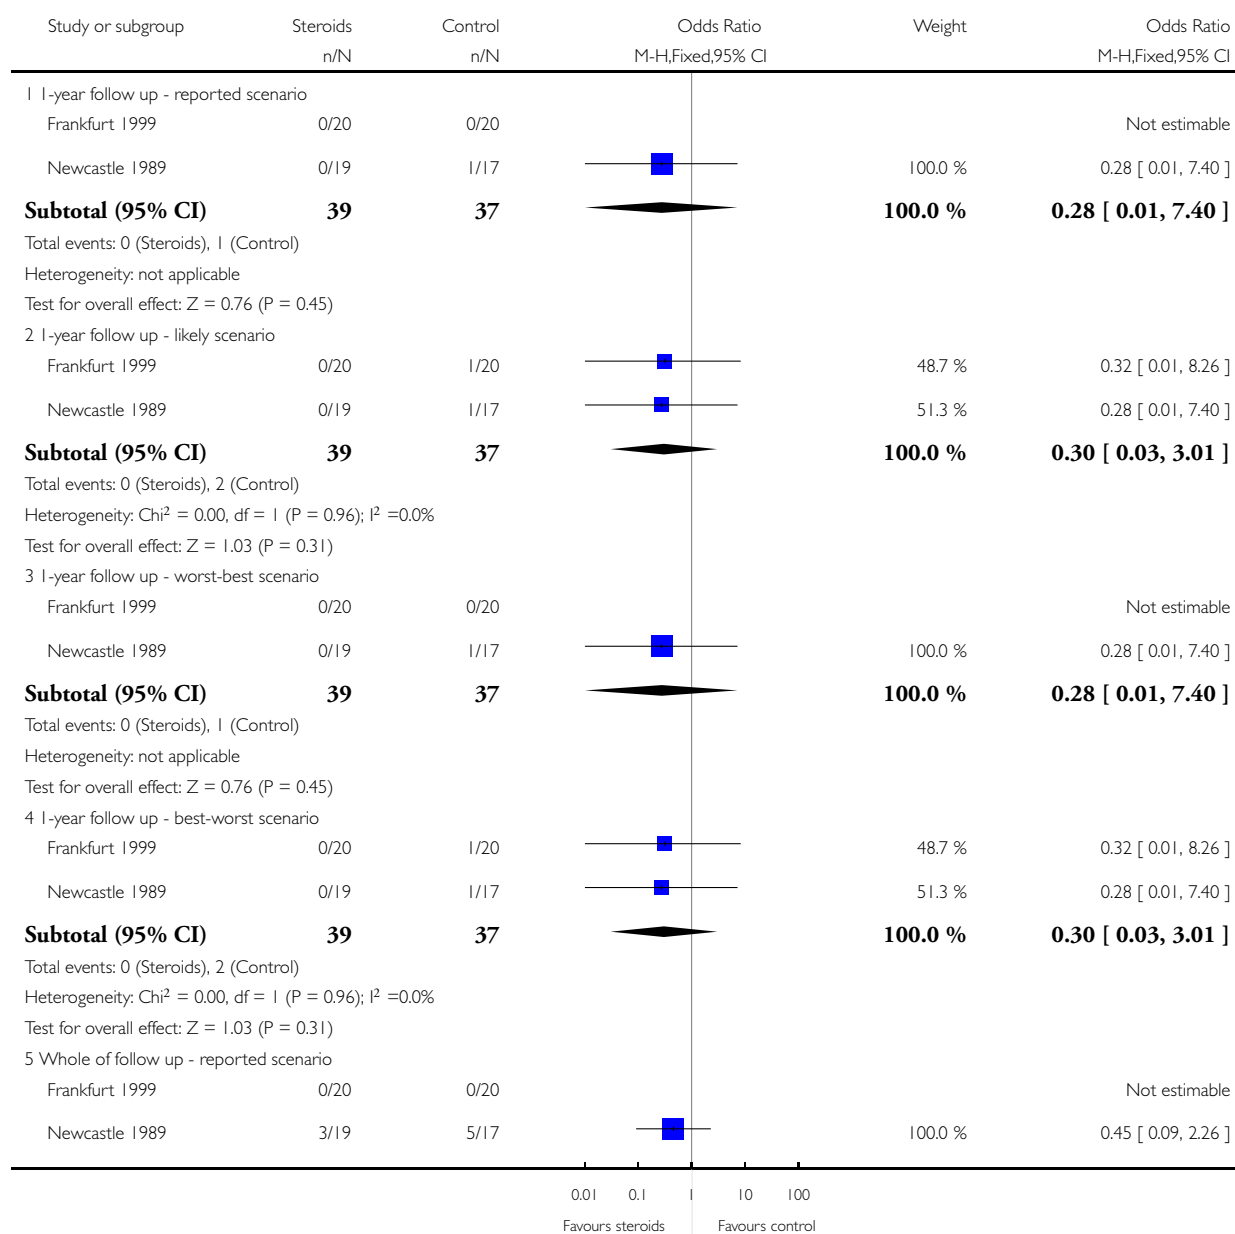 Study or subgroup Steroids Control Odds Ratio Weight Odds Ratio
n/N n/N M-H,Fixed,95% CI M-H,Fixed,95% CI
1 1-year follow up - reported scenario
Frankfurt 1999 0/20 0/20 Not estimable
Newcastle 1989 0/19 1/17 100.0 % 0.28 [ 0.01, 7.40 ]
Subtotal (95% CI) 39 37 100.0 % 0.28 [ 0.01, 7.40 ]
Total events: 0 (Steroids), 1 (Control)
Heterogeneity: not applicable
Test for overall effect: Z = 0.76 (P = 0.45)
2 1-year follow up - likely scenario
Frankfurt 1999 0/20 1/20 48.7 % 0.32 [ 0.01, 8.26 ]
Newcastle 1989 0/19 1/17 51.3 % 0.28 [ 0.01, 7.40 ]
Subtotal (95% CI) 39 37 100.0 % 0.30 [ 0.03, 3.01 ]
Total events: 0 (Steroids), 2 (Control)
Heterogeneity: Chi² = 0.00, df = 1 (P = 0.96); I² =0.0%
Test for overall effect: Z = 1.03 (P = 0.31)
3 1-year follow up - worst-best scenario
Frankfurt 1999 0/20 0/20 Not estimable
Newcastle 1989 0/19 1/17 100.0 % 0.28 [ 0.01, 7.40 ]
Subtotal (95% CI) 39 37 100.0 % 0.28 [ 0.01, 7.40 ]
Total events: 0 (Steroids), 1 (Control)
Heterogeneity: not applicable
Test for overall effect: Z = 0.76 (P = 0.45)
4 1-year follow up - best-worst scenario
Frankfurt 1999 0/20 1/20 48.7 % 0.32 [ 0.01, 8.26 ]
Newcastle 1989 0/19 1/17 51.3 % 0.28 [ 0.01, 7.40 ]
Subtotal (95% CI) 39 37 100.0 % 0.30 [ 0.03, 3.01 ]
Total events: 0 (Steroids), 2 (Control)
Heterogeneity: Chi² = 0.00, df = 1 (P = 0.96); I² =0.0%
Test for overall effect: Z = 1.03 (P = 0.31)
5 Whole of follow up - reported scenario
Frankfurt 1999 0/20 0/20 Not estimable
Newcastle 1989 3/19 5/17 100.0 % 0.45 [ 0.09, 2.26 ]
0.01 0.1 1 10 100
Favours steroids Favours control